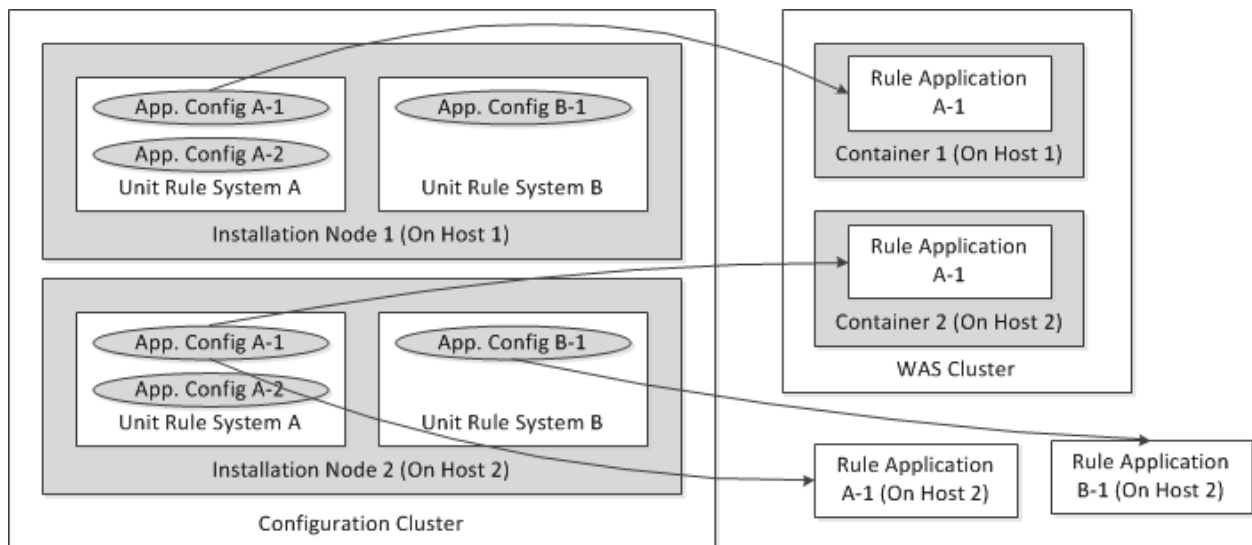 App. Config A-1
App. Config A-2
Unit Rule System A
App. Config B-1
Unit Rule System B
Installation Node 1 (On Host 1)
App. Config A-1
App. Config A-2
Unit Rule System A
App. Config B-1
Unit Rule System B
Installation Node 2 (On Host 2)
Configuration Cluster
Rule Application
A-1
Container 1 (On Host 1)
Rule Application
A-1
Container 2 (On Host 2)
WAS Cluster
Rule Application
A-1 (On Host 2)
Rule Application
B-1 (On Host 2)